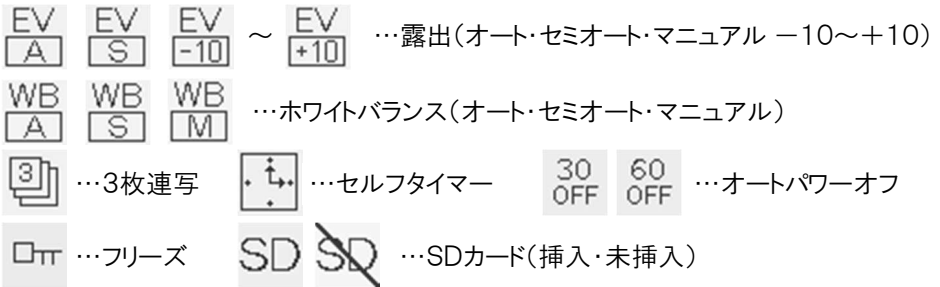 EV A EV S EV -10 ～ EV +10 …露出（オート・セミオート・マニュアル －10～＋10）
WB A WB S WB M …ホワイトバランス（オート・セミオート・マニュアル）
3 …3枚連写 …セルフタイマー 30 OFF 60 OFF …オートパワーオフ
…フリーズ SD SD …SDカード（挿入・未挿入）